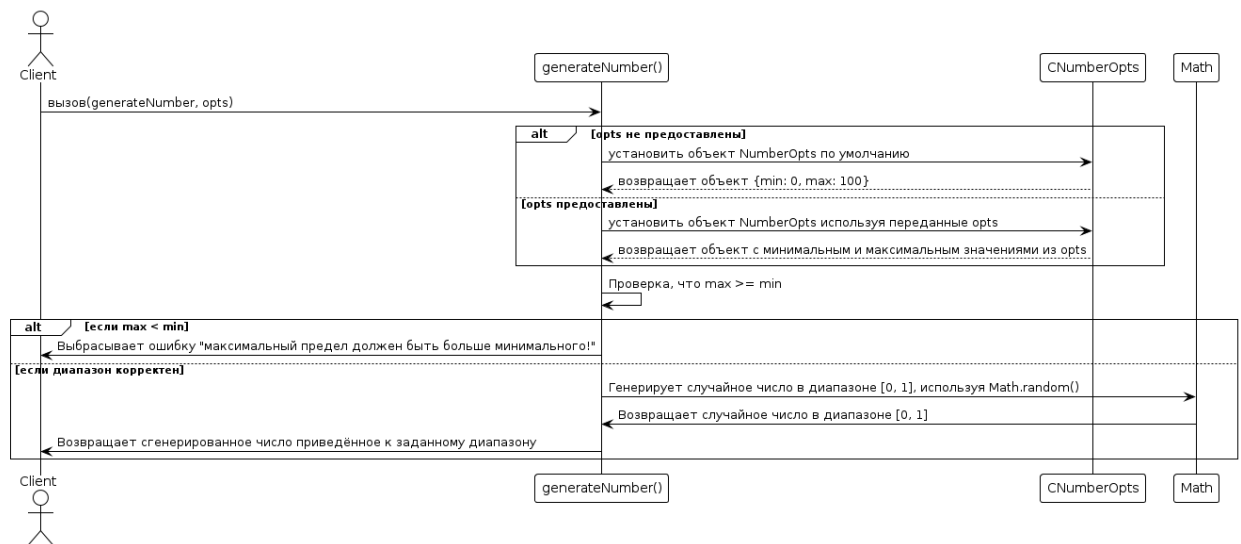 Client
generateNumber()
CNumberOpts
Math
вызов(generateNumber, opts)
alt
[opts не предоставлены]
установить объект NumberOpts по умолчанию
возвращает объект {min: 0, max: 100}
[opts предоставлены]
установить объект NumberOpts используя переданные opts
возвращает объект с минимальным и максимальным значениями из opts
Проверка, что max >= min
alt
[если max < min]
Выбрасывает ошибку "максимальный предел должен быть больше минимального!"
[если диапазон корректен]
Генерирует случайное число в диапазоне [0, 1], используя Math.random()
Возвращает случайное число в диапазоне [0, 1]
Возвращает сгенерированное число приведённое к заданному диапазону
Client
generateNumber()
CNumberOpts
Math